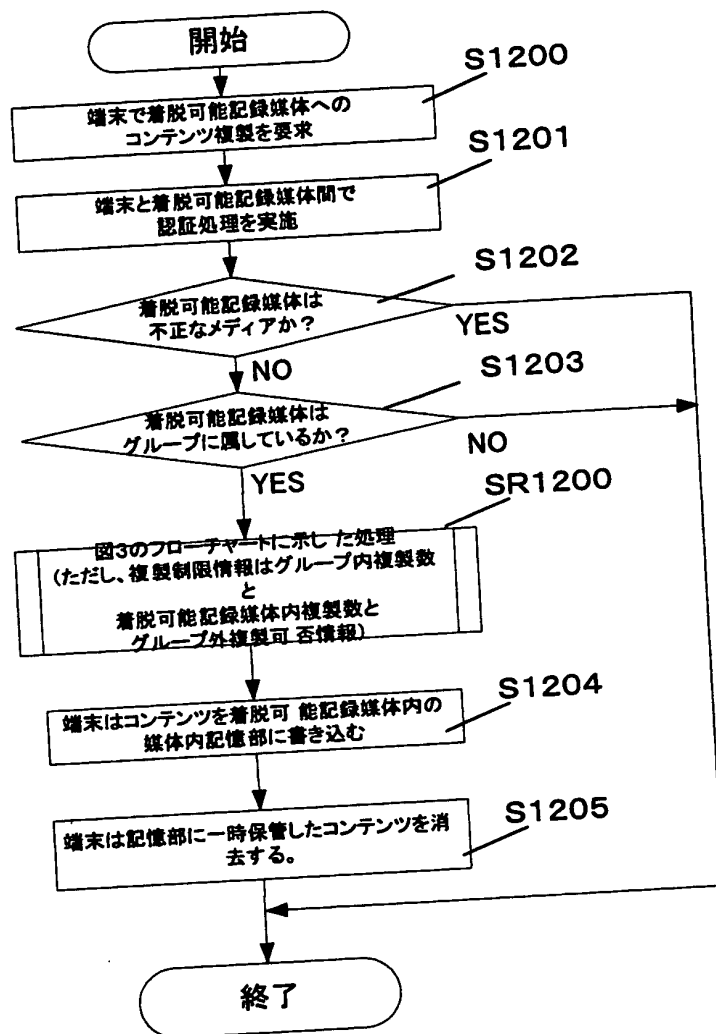 開始
S1200
端末で着脱可能記録媒体への
コンテンツ複製を要求
S1201
端末と着脱可能記録媒体間で
認証処理を実施
S1202
着脱可能記録媒体は
不正なメディアか？
YES
NO
S1203
着脱可能記録媒体は
グループに属しているか？
NO
YES
SR1200
図3のフローチャートに示した処理
（ただし、複製制限情報はグループ内複製数
と
着脱可能記録媒体内複製数と
グループ外複製可否情報）
S1204
端末はコンテンツを着脱可能記録媒体内の
媒体内記憶部に書き込む
S1205
端末は記憶部に一時保管したコンテンツを消
去する。
終了